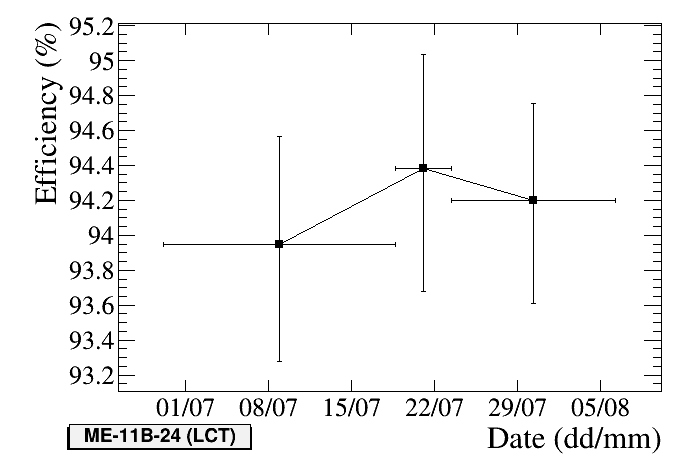 Efficiency (%)
95.2
95
94.8
94.6
94.4
94.2
94
93.8
93.6
93.4
93.2
01/07 08/07 15/07 22/07 29/07 05/08
ME-11B-24 (LCT)
Date (dd/mm)